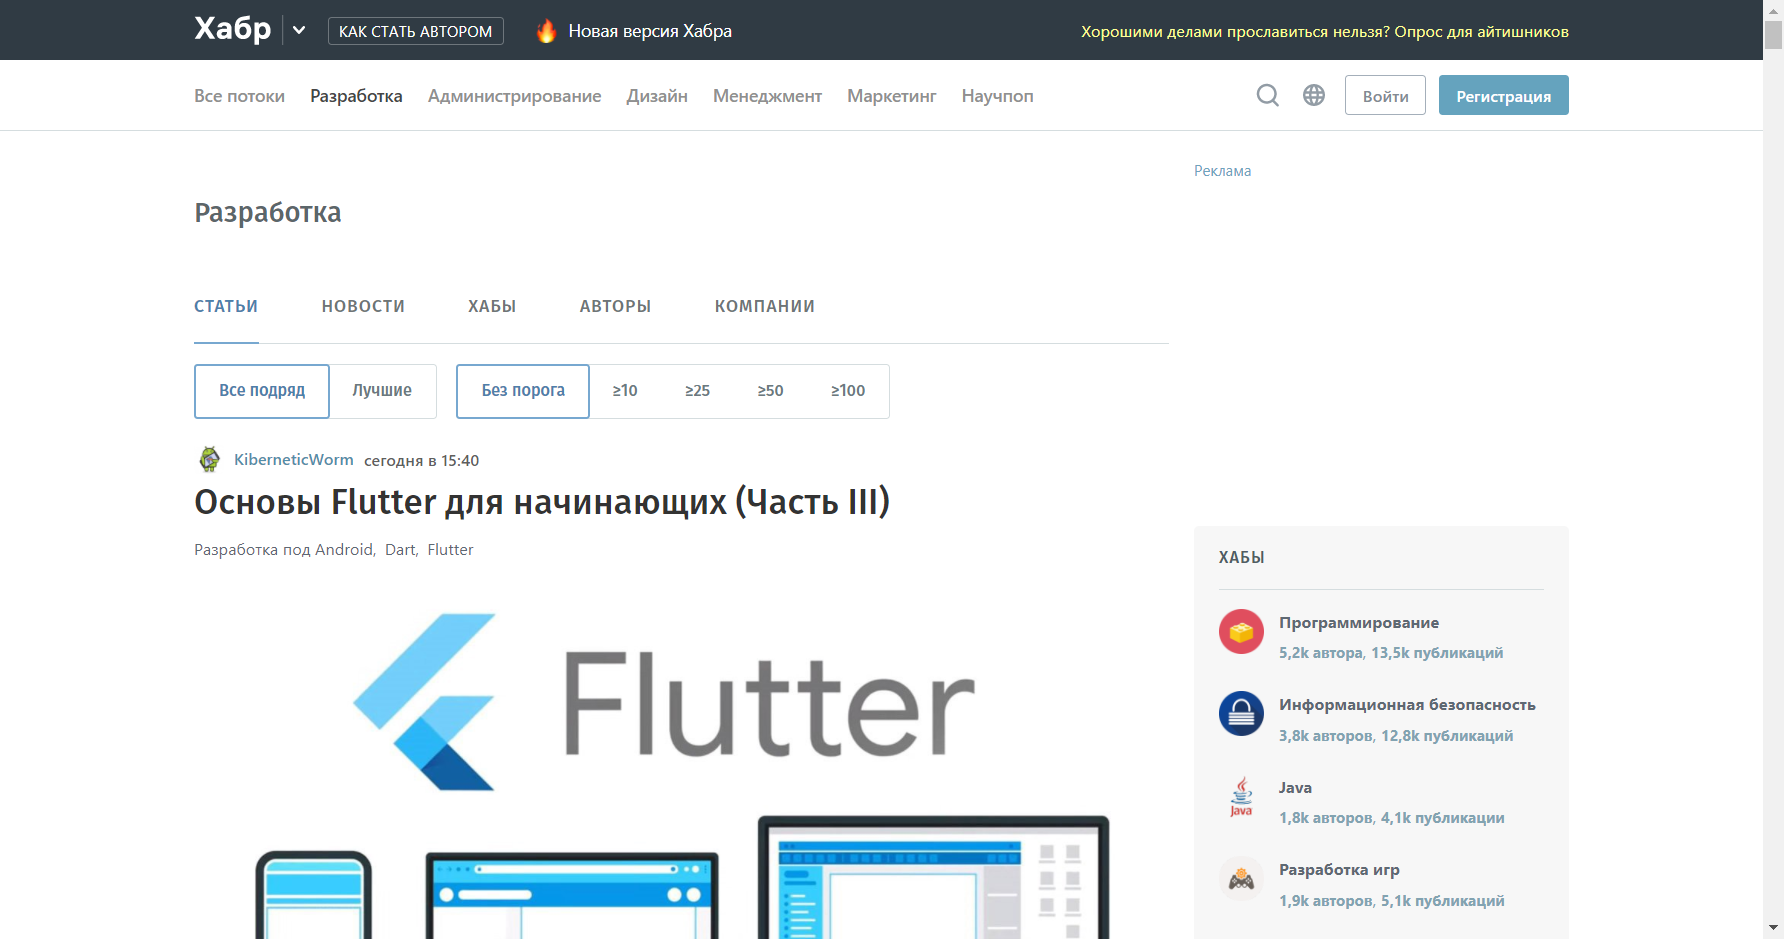 Хабр
КАК СТАТЬ АВТОРОМ
Новая версия Хабра
Хорошими делами прославиться нельзя? Опрос для айтишников
Все потоки Разработка Администрирование Дизайн Менеджмент Маркетинг Научпоп
Войти
Регистрация
Реклама
Разработка
СТАТЬИ НОВОСТИ ХАБЫ АВТОРЫ КОМПАНИИ
Все подряд Лучшие Без порога ≥10 ≥25 ≥50 ≥100
KiberneticWorm сегодня в 15:40
Основы Flutter для начинающих (Часть III)
Разработка под Android, Dart, Flutter
Flutter
ХАБЫ
Программирование
5,2k автора, 13,5k публикаций
Информационная безопасность
3,8k авторов, 12,8k публикаций
Java
Java
1,8k авторов, 4,1k публикации
Разработка игр
1,9k авторов, 5,1k публикаций